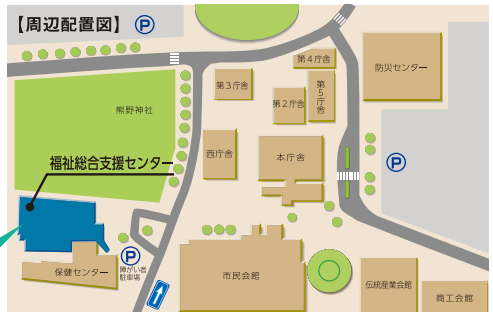 【周辺配置図】 P
第4庁舎
防災センター
第3庁舎
第5庁舎
第2庁舎
熊野神社
西庁舎
本庁舎
福祉総合支援センター
P
P
障がい者
駐車場
保健センター
市民会館
伝統産業会館
商工会館